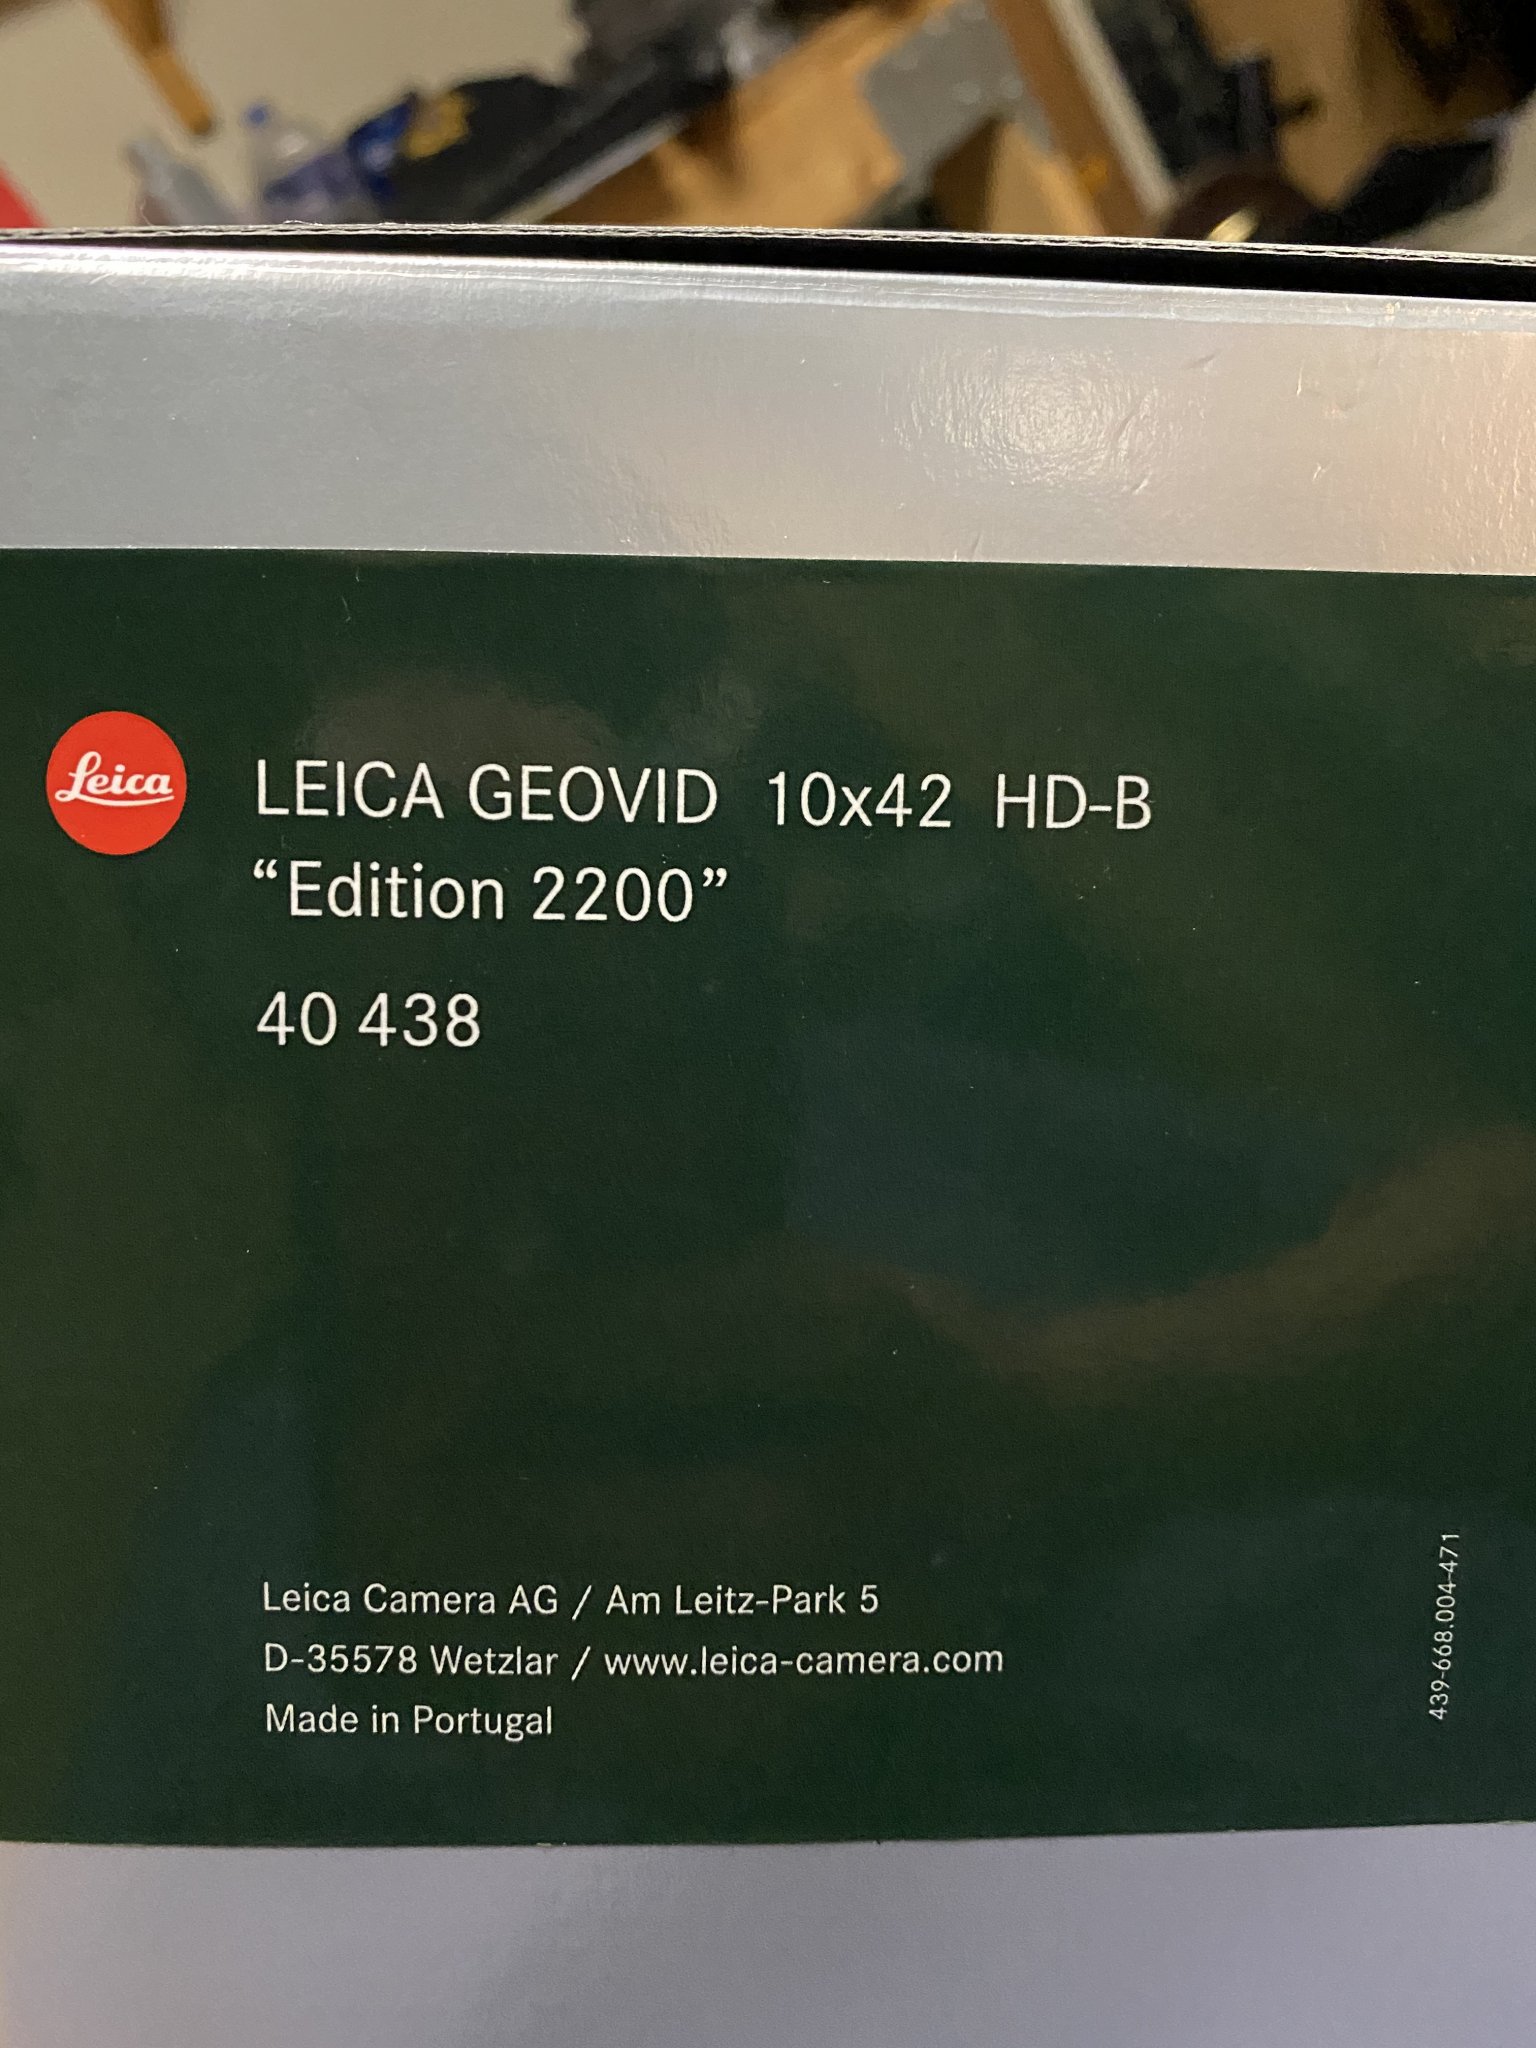 Leica
LEICA GEOVID 10x42 HD-B
“Edition 2200”
40 438
Leica Camera AG / Am Leitz-Park 5
D-35578 Wetzlar / www.leica-camera.com
Made in Portugal
439-668.004-471